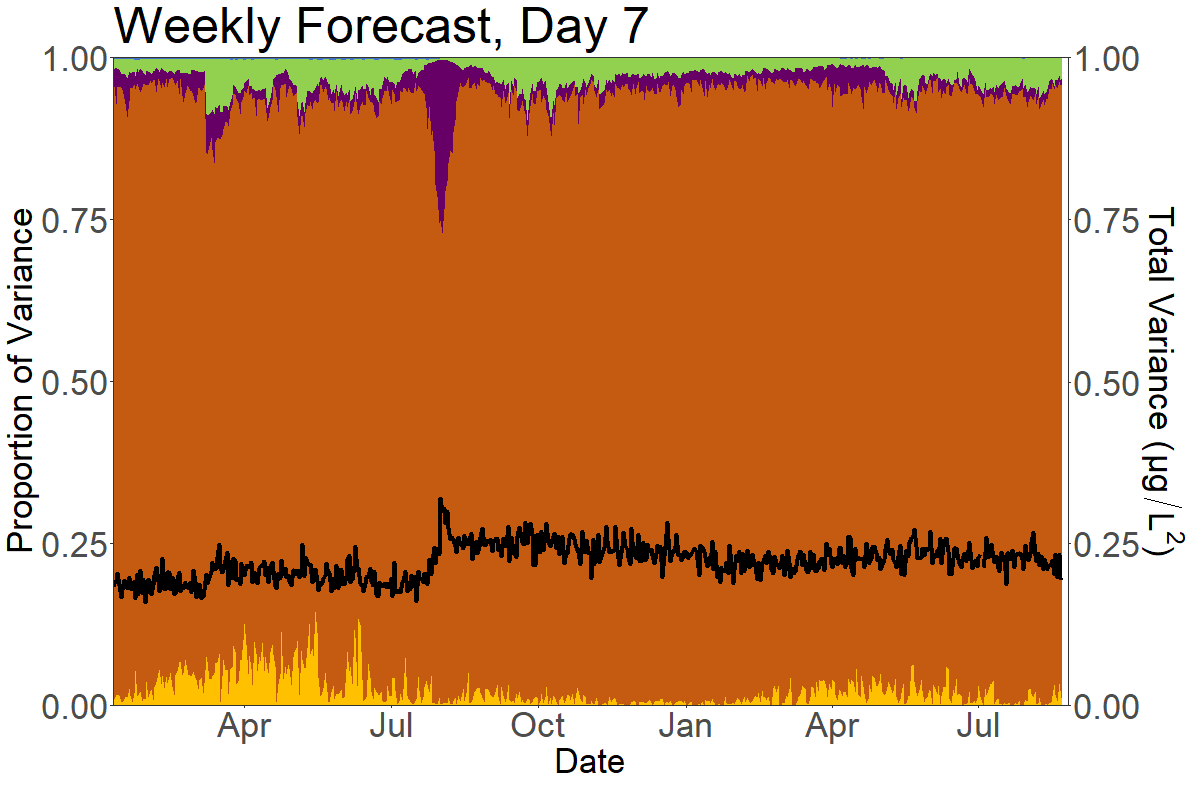 Weekly Forecast, Day 7
1.00
0.75
0.50
0.25
0.00
Proportion of Variance
1.00
0.75
0.50
0.25
0.00
Total Variance (µg/L²)
Apr
Jul
Oct
Jan
Apr
Jul
Date